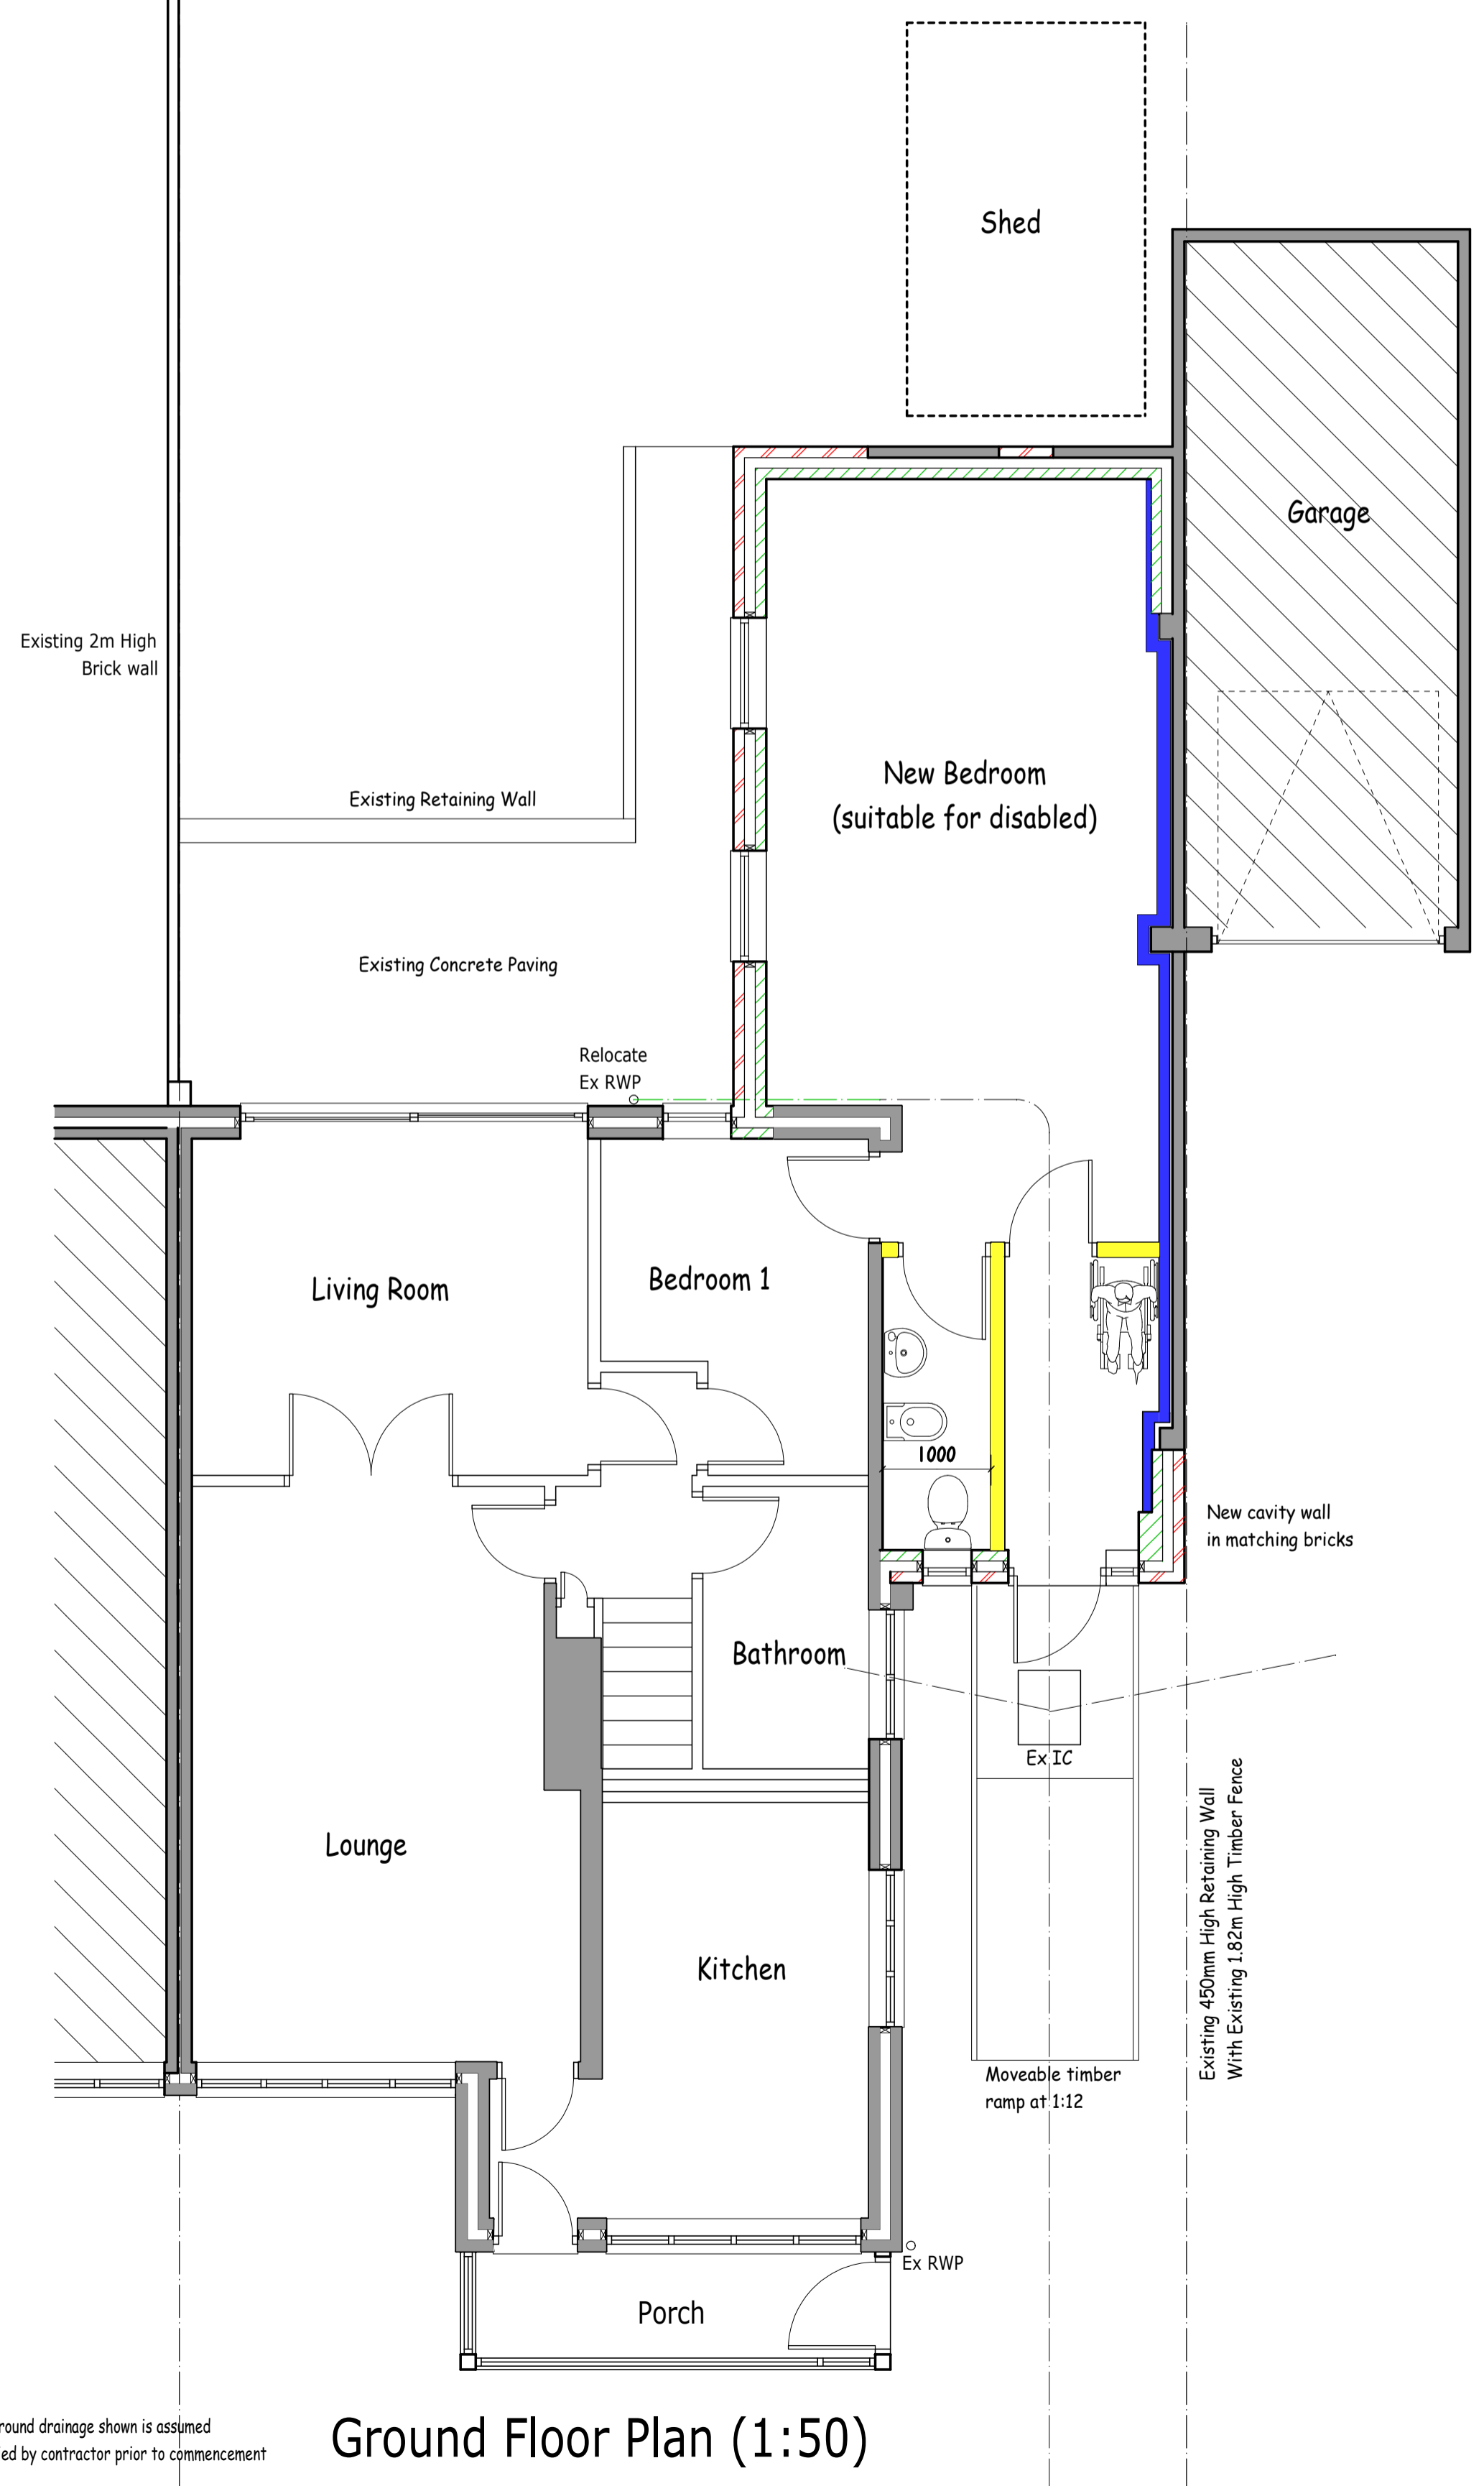 Shed
Garage
Existing 2m High
Brick wall
New Bedroom
(suitable for disabled)
Existing Retaining Wall
Existing Concrete Paving
Relocate
Ex RWP
Living Room
Bedroom 1
1000
New cavity wall
in matching bricks
Bathroom
Ex IC
Lounge
Kitchen
Existing 450mm High Retaining Wall
With Existing 1.82m High Timber Fence
Moveable timber
ramp at 1:12
Ex RWP
Porch
drainage shown is assumed
by contractor prior to commencement
Ground Floor Plan (1:50)